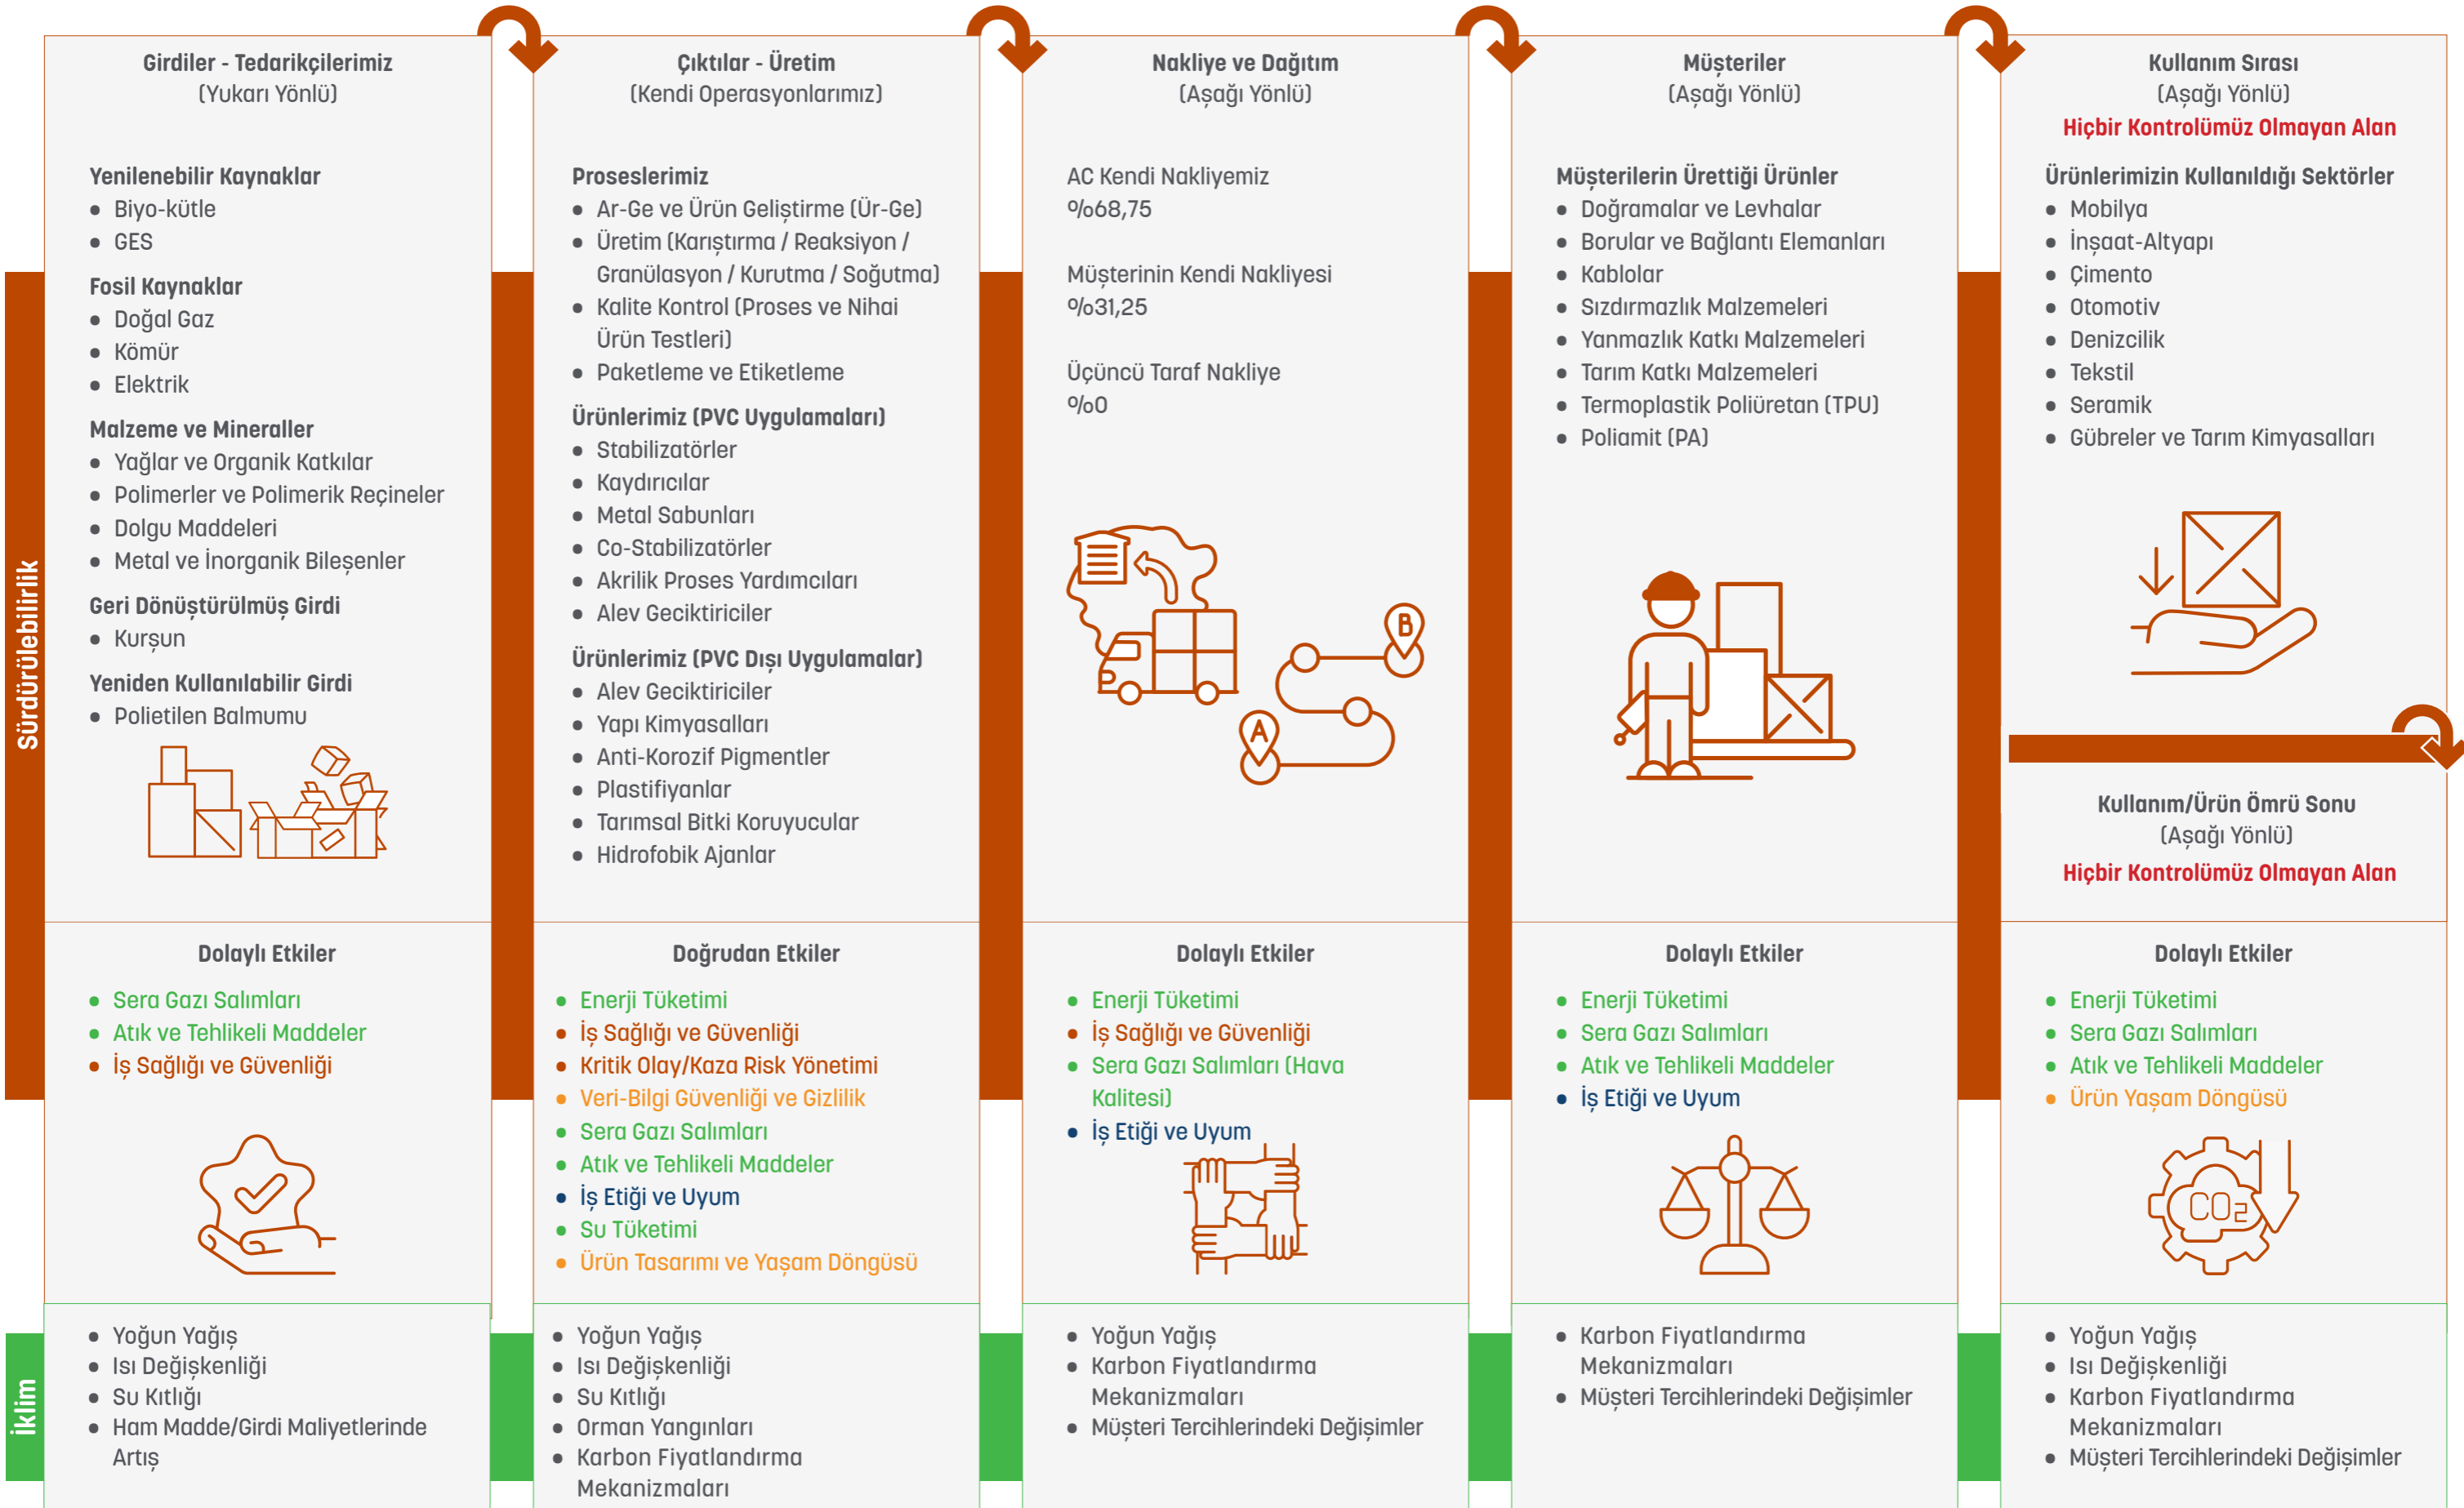 Girdiler - Tedarikçilerimiz
(Yukarı Yönlü)
Yenilenebilir Kaynaklar
• Biyo-kütle
• GES
Fosil Kaynaklar
• Doğal Gaz
• Kömür
• Elektrik
Malzeme ve Mineraller
• Yağlar ve Organik Katkılar
• Polimerler ve Polimerik Reçineler
• Dolgu Maddeleri
• Metal ve İnorganik Bileşenler
Geri Dönüştürülmüş Girdi
• Kurşun
Yeniden Kullanılabilir Girdi
• Polietilen Balmumu
Çıktılar - Üretim
(Kendi Operasyonlarımız)
Proseslerimiz
• Ar-Ge ve Ürün Geliştirme (Ür-Ge)
• Üretim (Karıştırma / Reaksiyon /
Granülasyon / Kurutma / Soğutma)
• Kalite Kontrol (Proses ve Nihai
Ürün Testleri)
• Paketleme ve Etiketleme
Ürünlerimiz (PVC Uygulamaları)
• Stabilizatörler
• Kaydırıcılar
• Metal Sabunları
• Co-Stabilizatörler
• Akrilik Proses Yardımcıları
• Alev Geciktiriciler
Ürünlerimiz (PVC Dışı Uygulamalar)
• Alev Geciktiriciler
• Yapı Kimyasalları
• Anti-Korozif Pigmentler
• Plastifiyanlar
• Tarımsal Bitki Koruyucular
• Hidrofobik Ajanlar
Nakliye ve Dağıtım
(Aşağı Yönlü)
AC Kendi Nakliyemiz
%68,75
Müşterinin Kendi Nakliyesi
%31,25
Üçüncü Taraf Nakliye
%0
B
A
Müşteriler
(Aşağı Yönlü)
Müşterilerin Ürettiği Ürünler
• Doğramalar ve Levhalar
• Borular ve Bağlantı Elemanları
• Kablolar
• Sızdırmazlık Malzemeleri
• Yanmazlık Katkı Malzemeleri
• Tarım Katkı Malzemeleri
• Termoplastik Poliüretan (TPU)
• Poliamit (PA)
Kullanım Sırası
(Aşağı Yönlü)
Hiçbir Kontrolümüz Olmayan Alan
Ürünlerimizin Kullanıldığı Sektörler
• Mobilya
• İnşaat-Altyapı
• Çimento
• Otomotiv
• Denizcilik
• Tekstil
• Seramik
• Gübreler ve Tarım Kimyasalları
Kullanım/Ürün Ömrü Sonu
(Aşağı Yönlü)
Hiçbir Kontrolümüz Olmayan Alan
Sürdürülebilirlik
Dolaylı Etkiler
• Sera Gazı Salımları
• Atık ve Tehlikeli Maddeler
• İş Sağlığı ve Güvenliği
Doğrudan Etkiler
• Enerji Tüketimi
• İş Sağlığı ve Güvenliği
• Kritik Olay/Kaza Risk Yönetimi
• Veri-Bilgi Güvenliği ve Gizlilik
• Sera Gazı Salımları
• Atık ve Tehlikeli Maddeler
• İş Etiği ve Uyum
• Su Tüketimi
• Ürün Tasarımı ve Yaşam Döngüsü
Dolaylı Etkiler
• Enerji Tüketimi
• İş Sağlığı ve Güvenliği
• Sera Gazı Salımları (Hava
Kalitesi)
• İş Etiği ve Uyum
Dolaylı Etkiler
• Enerji Tüketimi
• Sera Gazı Salımları
• Atık ve Tehlikeli Maddeler
• İş Etiği ve Uyum
Dolaylı Etkiler
• Enerji Tüketimi
• Sera Gazı Salımları
• Atık ve Tehlikeli Maddeler
• Ürün Yaşam Döngüsü
CO2
İklim
• Yoğun Yağış
• Isı Değişkenliği
• Su Kıtlığı
• Ham Madde/Girdi Maliyetlerinde
Artış
• Yoğun Yağış
• Isı Değişkenliği
• Su Kıtlığı
• Orman Yangınları
• Karbon Fiyatlandırma
Mekanizmaları
• Yoğun Yağış
• Karbon Fiyatlandırma
Mekanizmaları
• Müşteri Tercihlerindeki Değişimler
• Karbon Fiyatlandırma
Mekanizmaları
• Müşteri Tercihlerindeki Değişimler
• Yoğun Yağış
• Isı Değişkenliği
• Karbon Fiyatlandırma
Mekanizmaları
• Müşteri Tercihlerindeki Değişimler